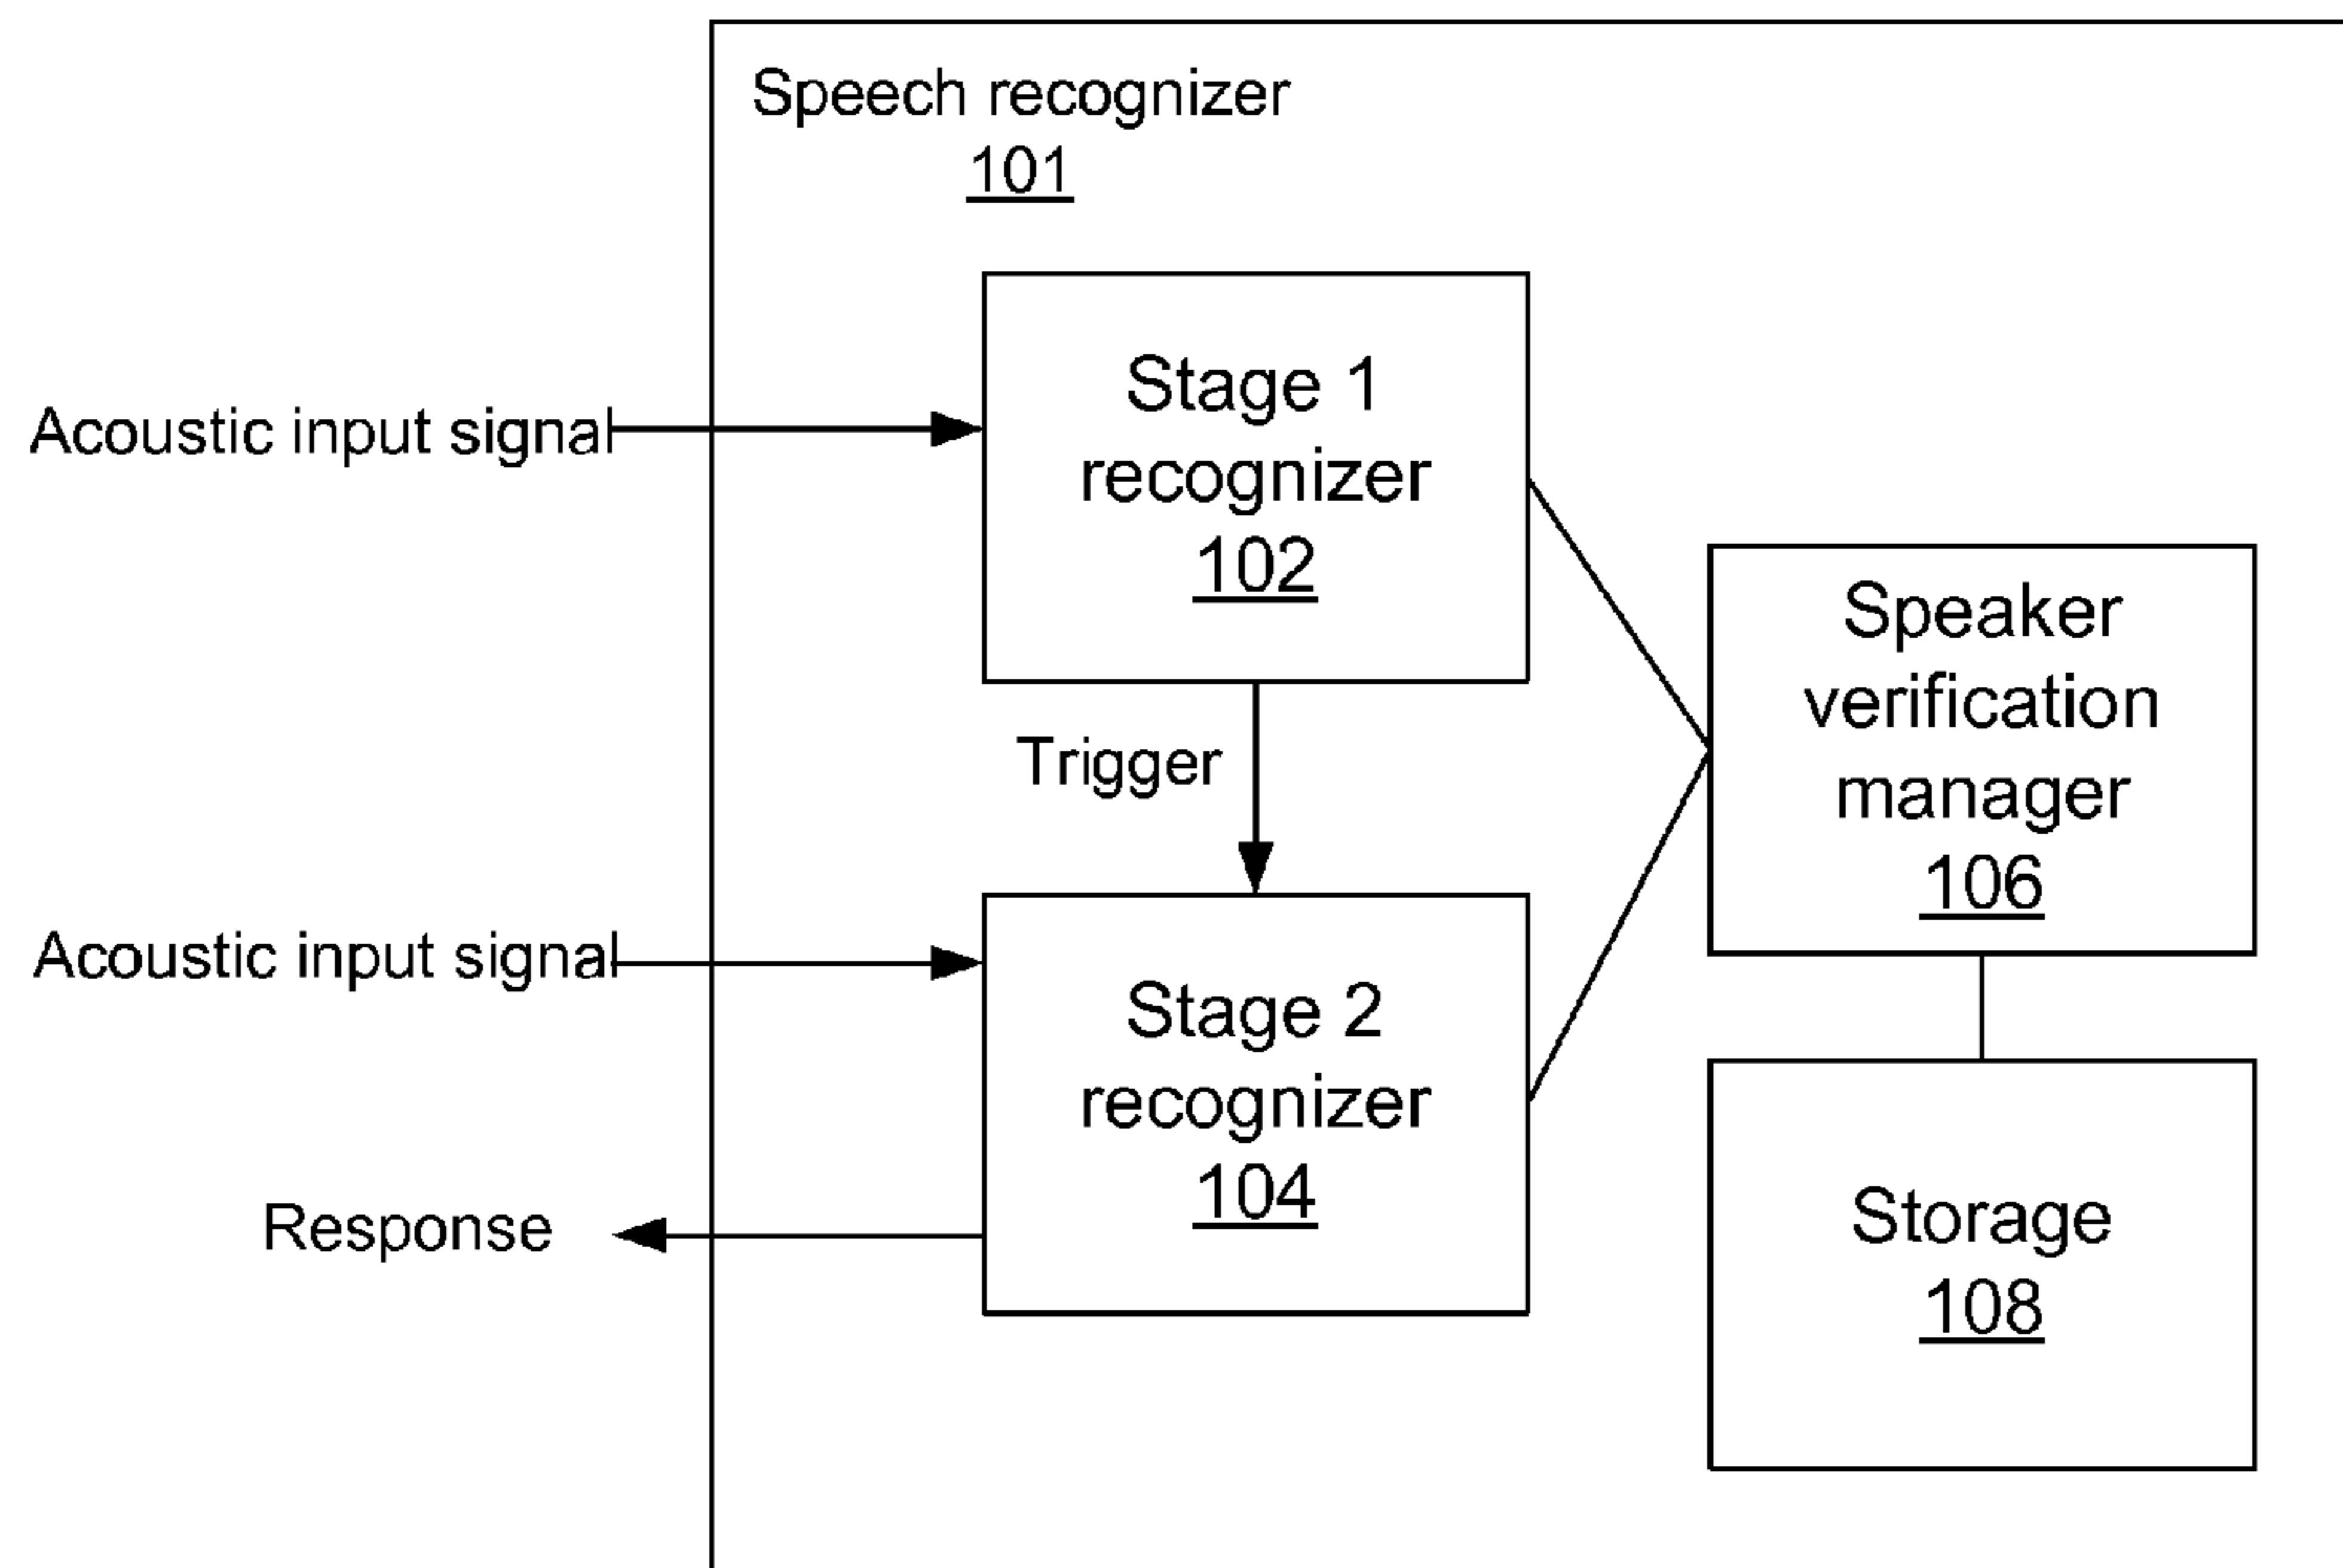 Speech recognizer
101
Acoustic input signal
Stage 1
recognizer
102
Trigger
Speaker
verification
manager
106
Acoustic input signal
Stage 2
recognizer
104
Response
Storage
108